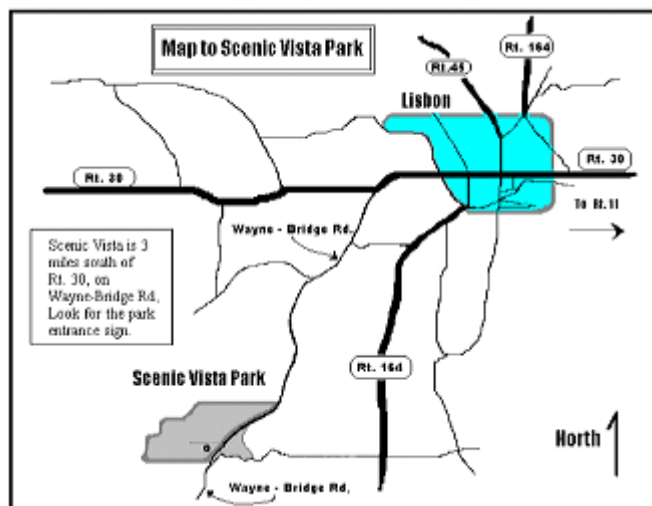 Map to Scenic Vista Park
Rt. 164
Rt.45
Lisbon
Rt. 30
Rt. 30
To Rt.11
Wayne - Bridge Rd.
Scenic Vista is 3
miles south of
Rt. 30, on
Wayne-Bridge Rd,
Look for the park
entrance sign.
Scenic Vista Park
Rt. 164
North
Wayne - Bridge Rd,